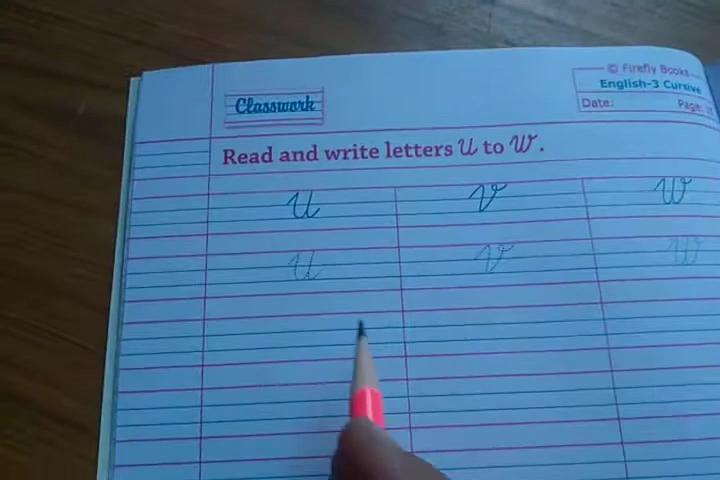 © Firefly Books
English-3 Cursive
Classwork
Date: Page:
Read and write letters U to W.
U V W
U V W